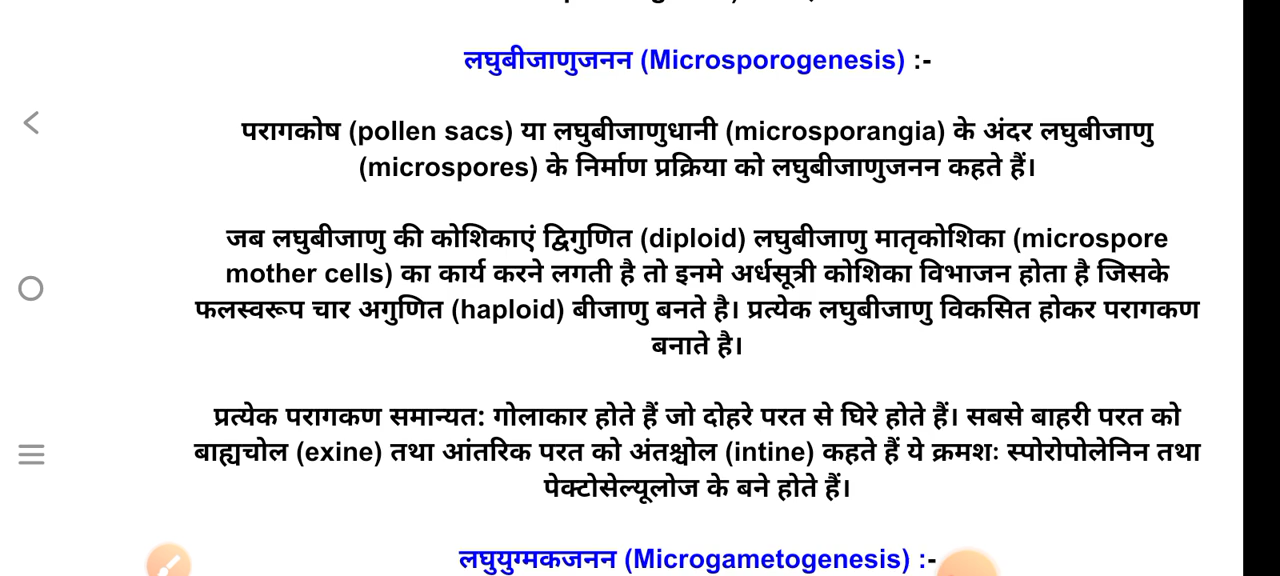 लघुबीजाणुजनन (Microsporogenesis) :-
परागकोष (pollen sacs) या लघुबीजाणुधानी (microsporangia) के अंदर लघुबीजाणु
(microspores) के निर्माण प्रक्रिया को लघुबीजाणुजनन कहते हैं।
जब लघुबीजाणु की कोशिकाएं द्विगुणित (diploid) लघुबीजाणु मातृकोशिका (microspore
mother cells) का कार्य करने लगती है तो इनमे अर्धसूत्री कोशिका विभाजन होता है जिसके
फलस्वरूप चार अगुणित (haploid) बीजाणु बनते है। प्रत्येक लघुबीजाणु विकसित होकर परागकण
बनाते है।
प्रत्येक परागकण समान्यत: गोलाकार होते हैं जो दोहरे परत से घिरे होते हैं। सबसे बाहरी परत को
बाह्यचोल (exine) तथा आंतरिक परत को अंतश्चोल (intine) कहते हैं ये क्रमशः स्पोरोपोलेनिन तथा
पेक्टोसेल्यूलोज के बने होते हैं।
लघुयुग्मकजनन (Microgametogenesis) :-